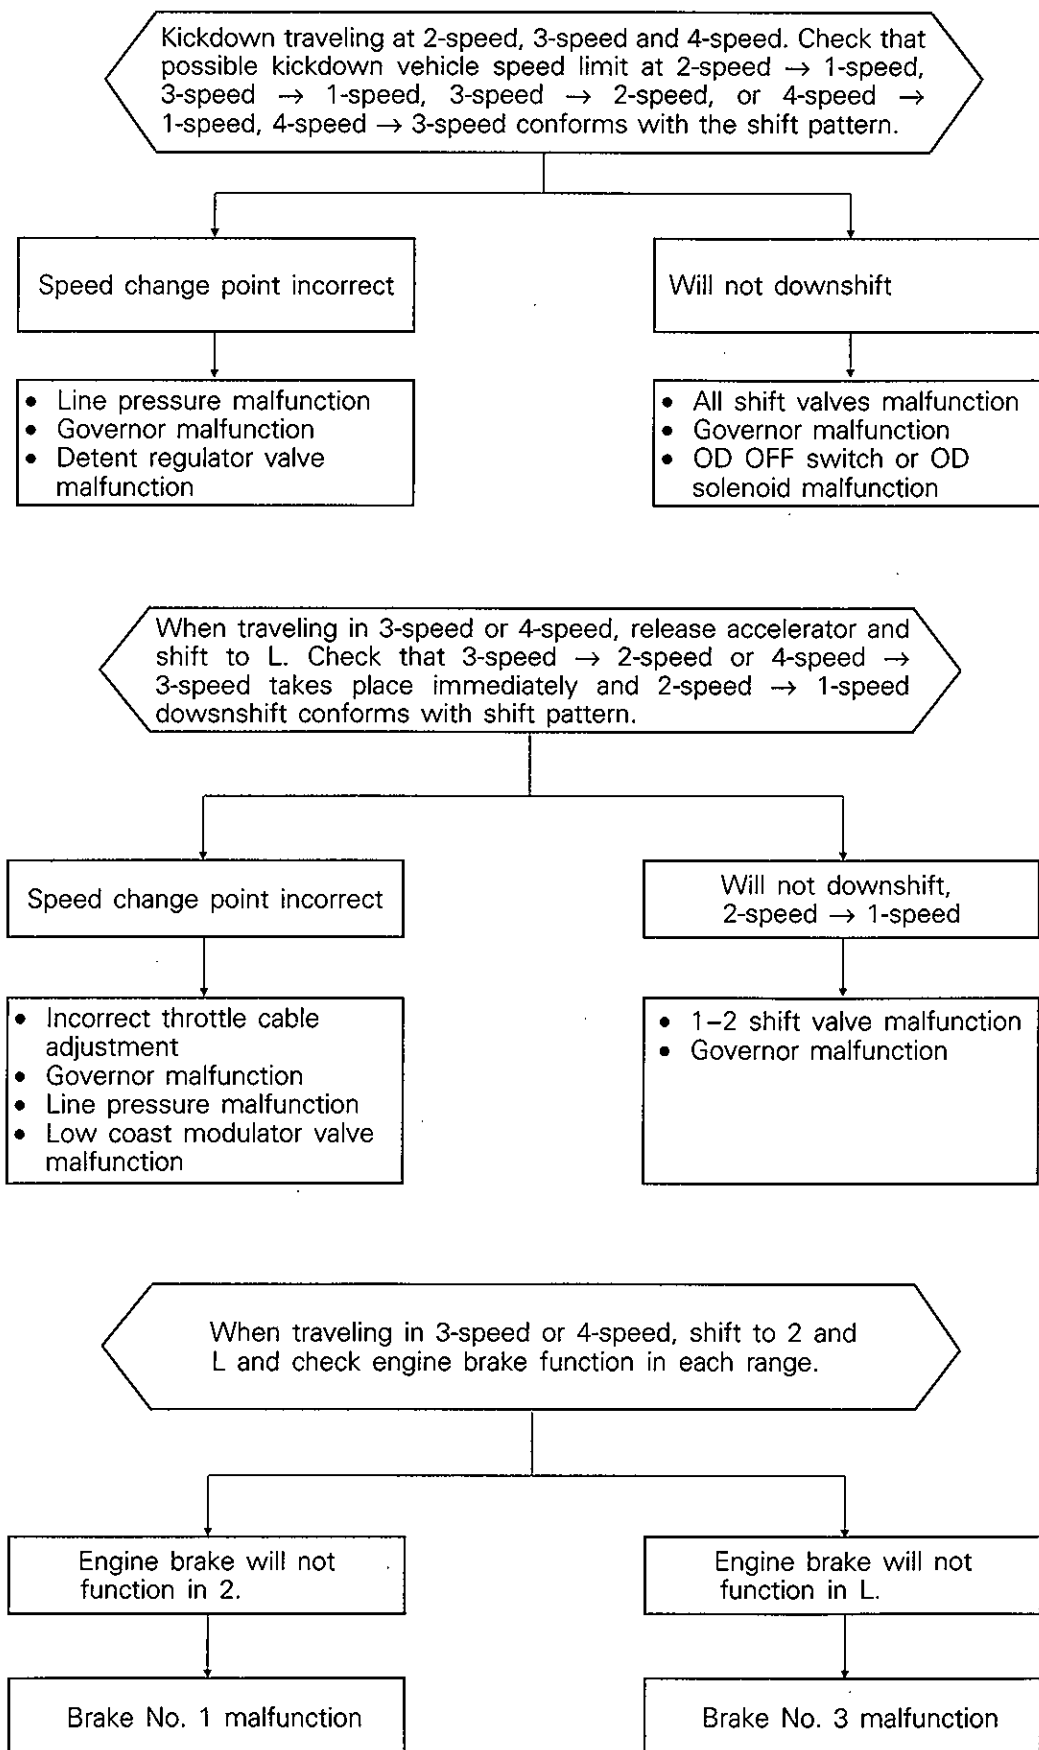 Kickdown traveling at 2-speed, 3-speed and 4-speed. Check that
possible kickdown vehicle speed limit at 2-speed → 1-speed,
3-speed → 1-speed, 3-speed → 2-speed, or 4-speed →
1-speed, 4-speed → 3-speed conforms with the shift pattern.
Speed change point incorrect
Will not downshift
• Line pressure malfunction
• Governor malfunction
• Detent regulator valve
malfunction
• All shift valves malfunction
• Governor malfunction
• OD OFF switch or OD
solenoid malfunction
When traveling in 3-speed or 4-speed, release accelerator and
shift to L. Check that 3-speed → 2-speed or 4-speed →
3-speed takes place immediately and 2-speed → 1-speed
dowsnshift conforms with shift pattern.
Speed change point incorrect
Will not downshift,
2-speed → 1-speed
• Incorrect throttle cable
adjustment
• Governor malfunction
• Line pressure malfunction
• Low coast modulator valve
malfunction
• 1–2 shift valve malfunction
• Governor malfunction
When traveling in 3-speed or 4-speed, shift to 2 and
L and check engine brake function in each range.
Engine brake will not
function in 2.
Engine brake will not
function in L.
Brake No. 1 malfunction
Brake No. 3 malfunction